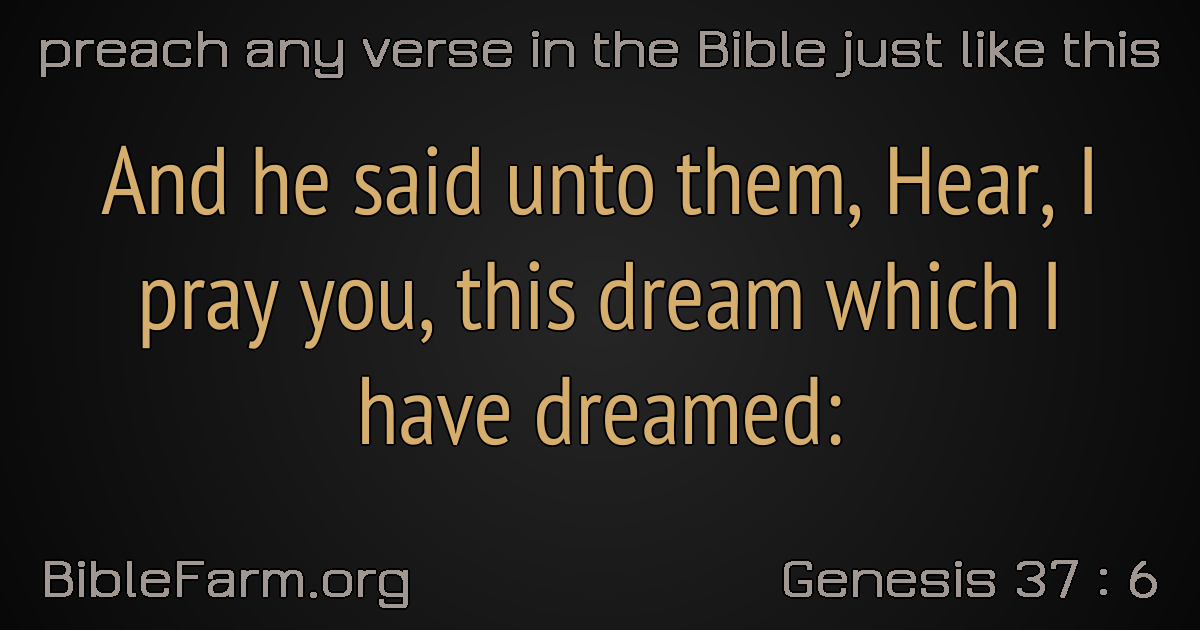 preach any verse in the Bible just like this
And he said unto them, Hear, I
pray you, this dream which I
have dreamed:
BibleFarm.org
Genesis 37 : 6